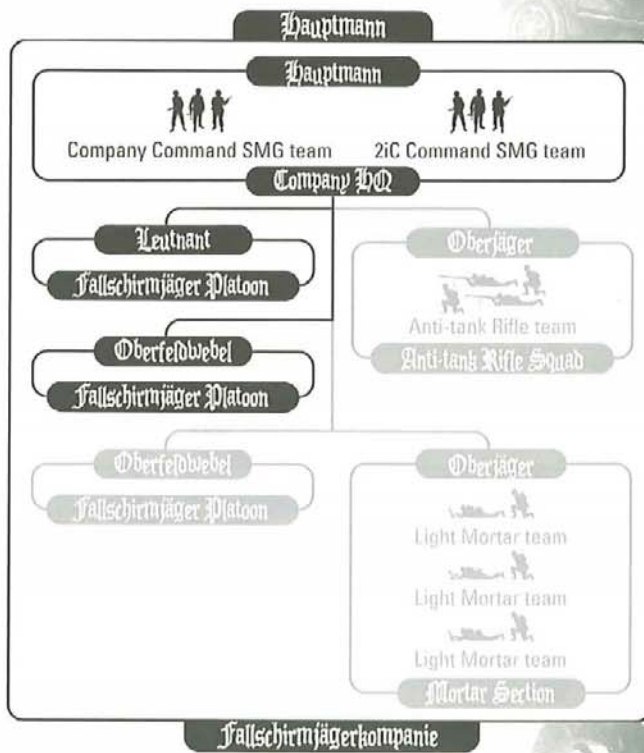 Hauptmann
Hauptmann
Company Command SMG team
2iC Command SMG team
Company HQ
Leutnant
Fallschirmjäger Platoon
Oberfeldwebel
Fallschirmjäger Platoon
Oberfeldwebel
Fallschirmjäger Platoon
Oberjäger
Anti-tank Rifle team
Anti-tank Rifle Squad
Oberjäger
Light Mortar team
Light Mortar team
Light Mortar team
Mortar Section
Fallschirmjägerkompanie